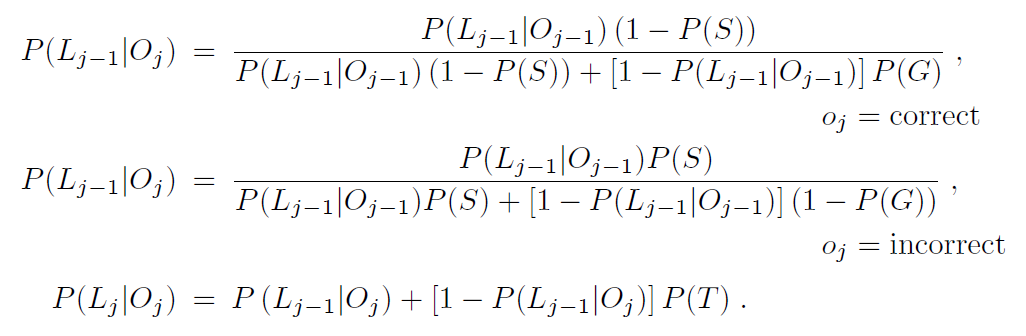 P(L_{j−1}|O_j) = \frac{P(L_{j−1}|O_{j−1}) (1 − P(S))}{P(L_{j−1}|O_{j−1}) (1 − P(S)) + [1 − P(L_{j−1}|O_{j−1})] P(G)} ,
o_j = correct
P(L_{j−1}|O_j) = \frac{P(L_{j−1}|O_{j−1})P(S)}{P(L_{j−1}|O_{j−1})P(S) + [1 − P(L_{j−1}|O_{j−1})] (1 − P(G))} ,
o_j = incorrect
P(L_j|O_j) = P (L_{j−1}|O_j) + [1 − P(L_{j−1}|O_j)] P(T) .